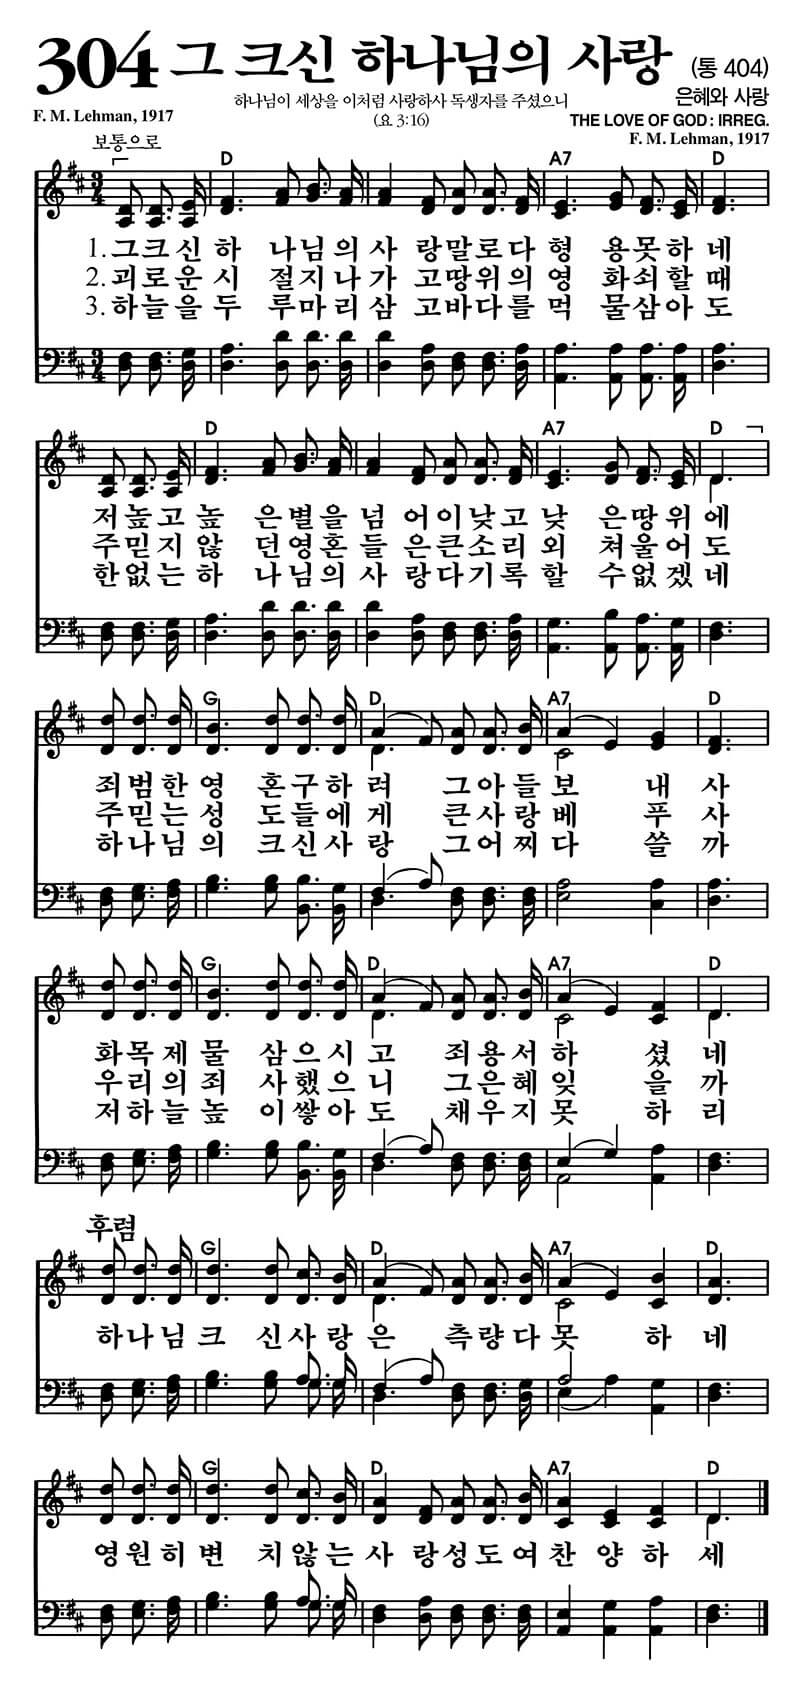 304 그 크신 하나님의 사랑 (통 404)
하나님이 세상을 이처럼 사랑하사 독생자를 주셨으니
은혜와 사랑
F. M. Lehman, 1917
(요 3:16)
THE LOVE OF GOD : IRREG.
F. M. Lehman, 1917
보통으로
D A7 D
1. 그크신 하 나님의사 랑말로다 형 용못하 네
2. 괴로운 시 절지나가 고땅위의 영 화쇠할 때
3. 하늘을 두 루마리삼 고바다를 먹 물삼아 도
D A7 D
저높고 높 은별을 넘 어이낮고 낮 은땅위 에
주믿지 않 던영혼 들 은큰소리 외 쳐울어 도
한없는 하 나님의 사 랑다기록 할 수없겠 네
G D A7 D
죄범한 영 혼구하 려 그아들 보 내 사
주믿는 성 도들에 게 큰사랑 베 푸 사
하나님 의 크신사 랑 그어찌 다 쓸 까
G D A7 D
화목제 물 삼으시 고 죄용서 하 셨 네
우리의 죄 사했으 니 그은혜 잊 을 까
저하늘 높 이쌓아 도 채우지 못 하 리
후렴
G D A7 D
하나님 크 신사랑 은 측량다 못 하 네
G D A7 D
영원히 변 치않는 사 랑성도여 찬 양 하 세